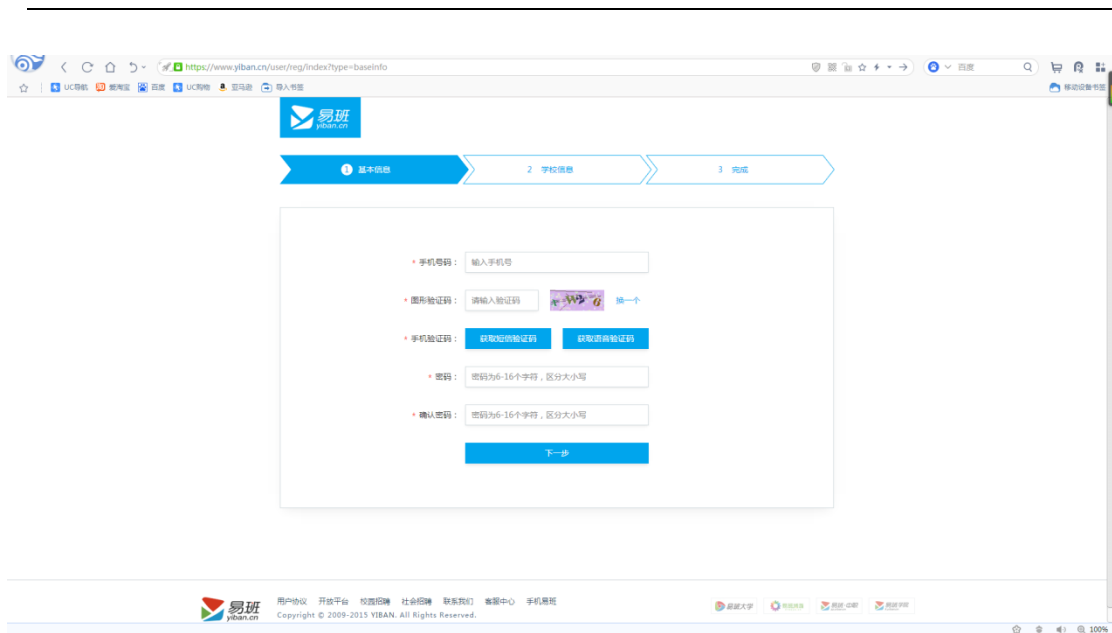 https://www.yiban.cn/user/reg/index?type=baseinfo
百度
UC导航
爱淘宝
百度
UC购物
亚马逊
导入书签
移动设备书签
易班
yiban.cn
1 基本信息
2 学校信息
3 完成
* 手机号码：
输入手机号
* 图形验证码：
请输入验证码
换一个
* 手机验证码：
获取短信验证码
获取语音验证码
* 密码：
密码为6-16个字符，区分大小写
* 确认密码：
密码为6-16个字符，区分大小写
下一步
易班
yiban.cn
用户协议 开放平台 校园招聘 社会招聘 联系我们 客服中心 手机易班
Copyright © 2009-2015 YIBAN. All Rights Reserved.
易班大学
100%